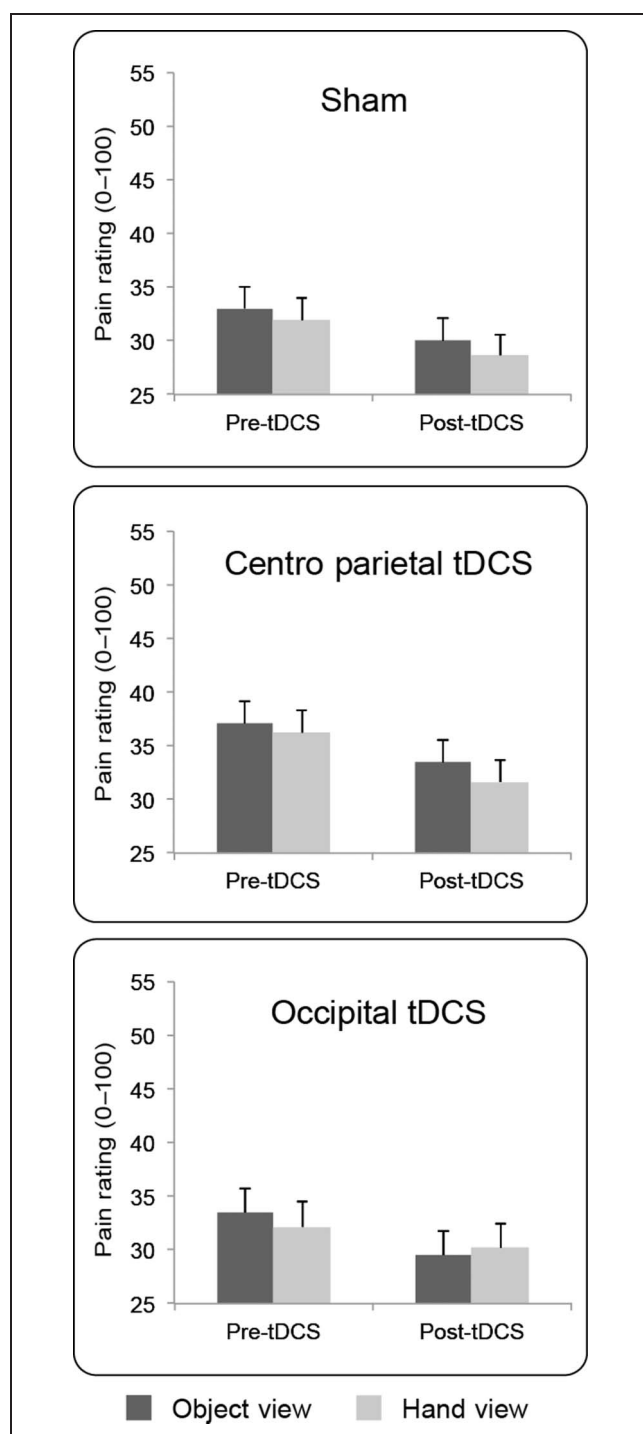 Sham
Pain rating (0–100)
55
50
45
40
35
30
25
Pre-tDCS Post-tDCS
Centro parietal tDCS
Pain rating (0–100)
55
50
45
40
35
30
25
Pre-tDCS Post-tDCS
Occipital tDCS
Pain rating (0–100)
55
50
45
40
35
30
25
Pre-tDCS Post-tDCS
Object view Hand view